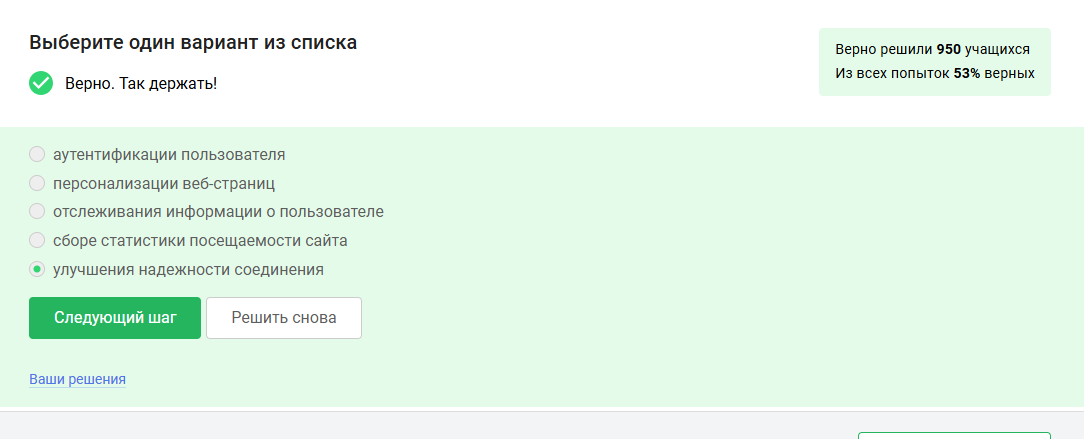 Выберите один вариант из списка
Верно. Так держать!
Верно решили 950 учащихся
Из всех попыток 53% верных
аутентификации пользователя
персонализации веб-страниц
отслеживания информации о пользователе
сборе статистики посещаемости сайта
улучшения надежности соединения
Следующий шаг
Решить снова
Ваши решения